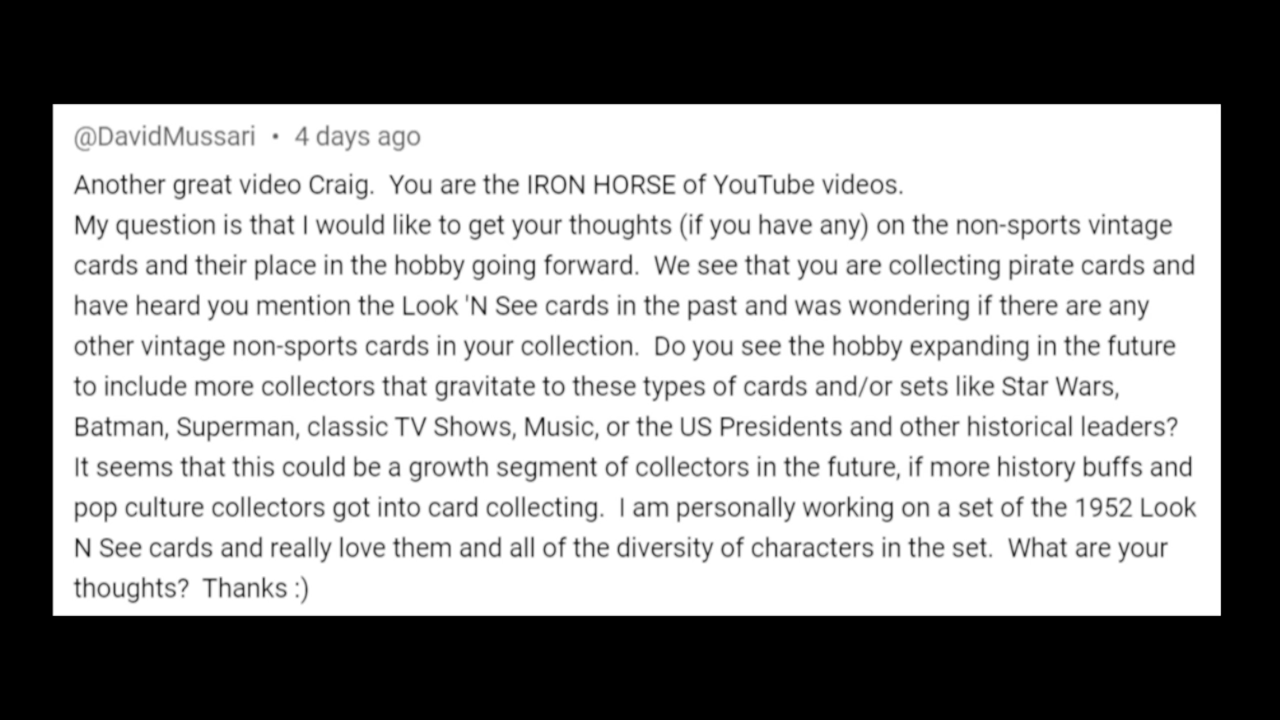 @DavidMussari • 4 days ago
Another great video Craig.  You are the IRON HORSE of YouTube videos.
My question is that I would like to get your thoughts (if you have any) on the non-sports vintage
cards and their place in the hobby going forward.  We see that you are collecting pirate cards and
have heard you mention the Look 'N See cards in the past and was wondering if there are any
other vintage non-sports cards in your collection.  Do you see the hobby expanding in the future
to include more collectors that gravitate to these types of cards and/or sets like Star Wars,
Batman, Superman, classic TV Shows, Music, or the US Presidents and other historical leaders?
It seems that this could be a growth segment of collectors in the future, if more history buffs and
pop culture collectors got into card collecting.  I am personally working on a set of the 1952 Look
N See cards and really love them and all of the diversity of characters in the set.  What are your
thoughts?  Thanks :)